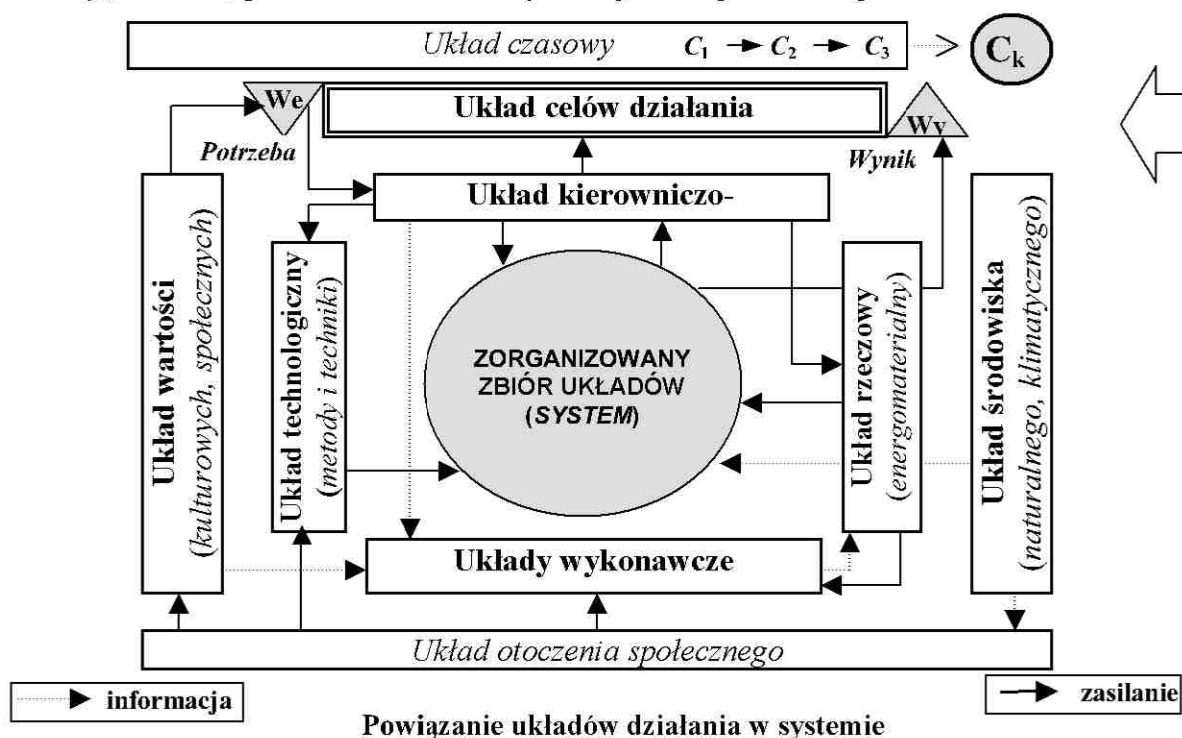 Układ czasowy C1 → C2 → C3
Ck
We
Układ celów działania
Wy
Potrzeba
Wynik
Układ kierowniczo-
Układ wartości
(kulturowych, społecznych)
Układ technologiczny
(metody i techniki)
ZORGANIZOWANY
ZBIÓR UKŁADÓW
(SYSTEM)
Układ rzeczowy
(energomaterialny)
Układ środowiska
(naturalnego, klimatycznego)
Układy wykonawcze
Układ otoczenia społecznego
informacja
zasilanie
Powiązanie układów działania w systemie